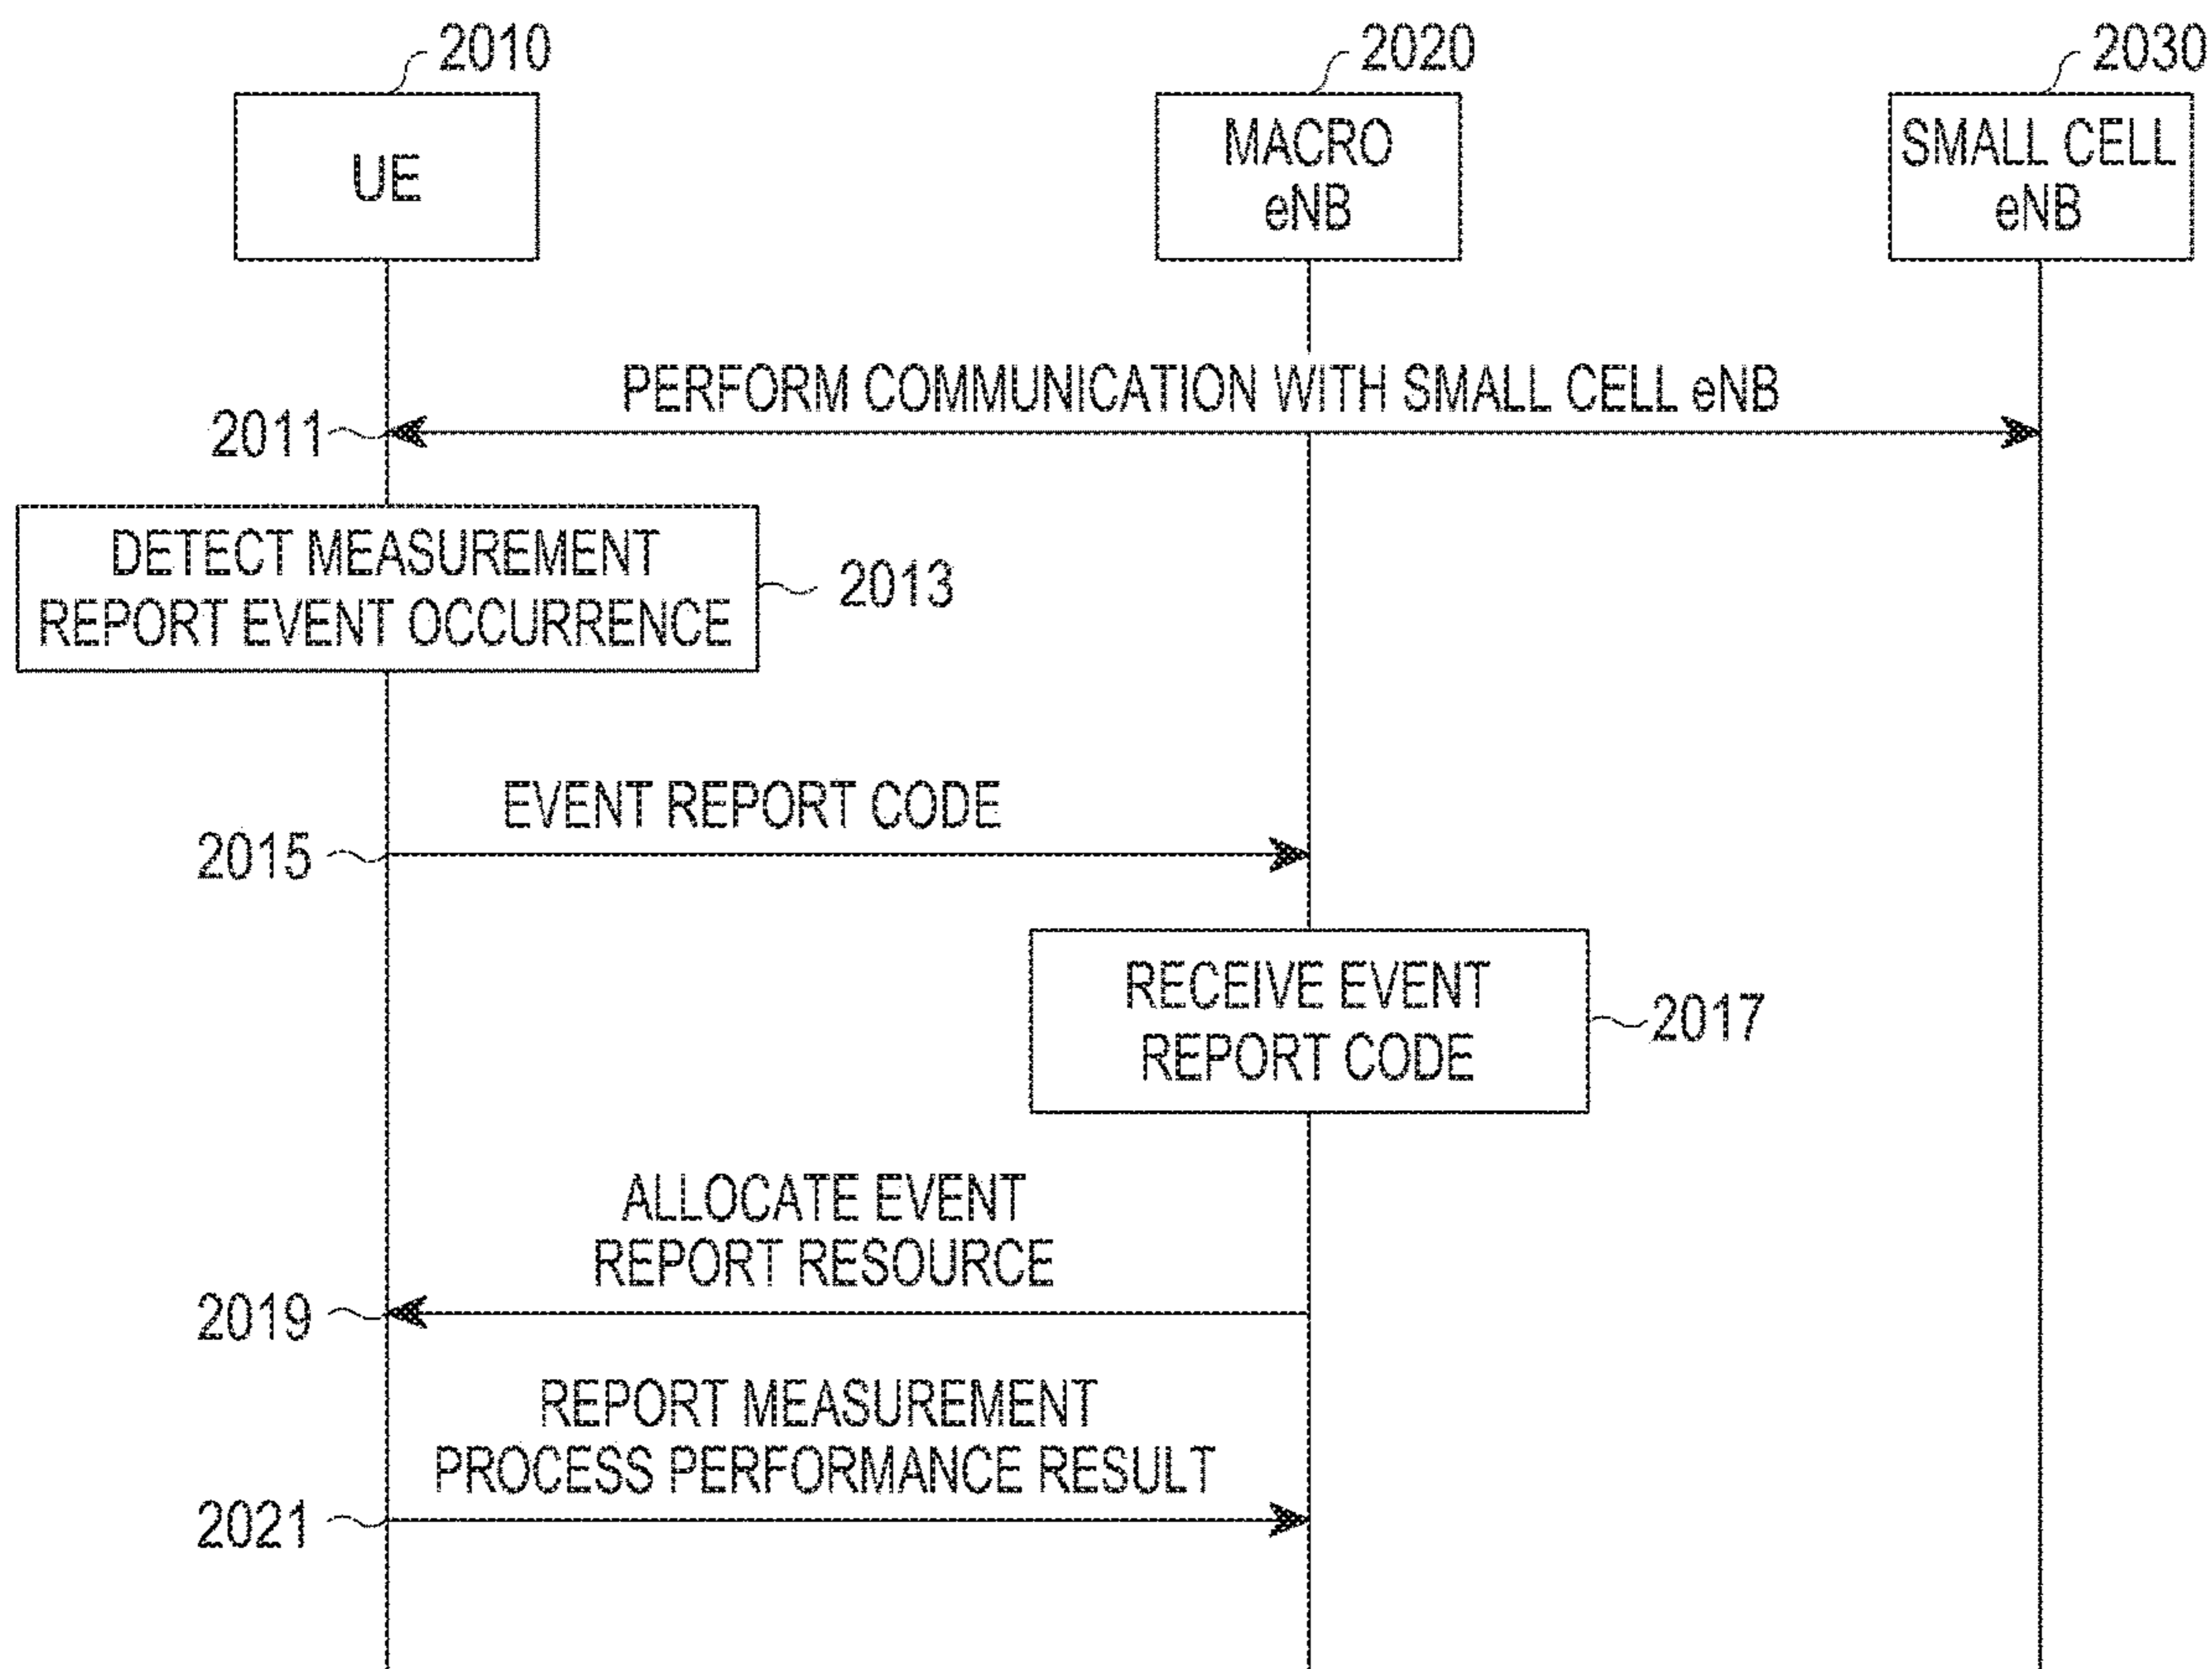 2010
2020
2030
UE
MACRO
eNB
SMALL CELL
eNB
PERFORM COMMUNICATION WITH SMALL CELL eNB
2011
DETECT MEASUREMENT
REPORT EVENT OCCURRENCE
2013
EVENT REPORT CODE
2015
RECEIVE EVENT
REPORT CODE
2017
ALLOCATE EVENT
REPORT RESOURCE
2019
REPORT MEASUREMENT
PROCESS PERFORMANCE RESULT
2021